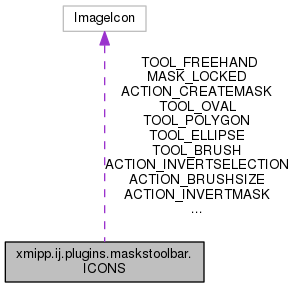 ImageIcon
TOOL_FREEHAND
MASK_LOCKED
ACTION_CREATEMASK
TOOL_OVAL
TOOL_POLYGON
TOOL_ELLIPSE
TOOL_BRUSH
ACTION_INVERTSELECTION
ACTION_BRUSHSIZE
ACTION_INVERTMASK
...
xmipp.ij.plugins.maskstoolbar.
ICONS